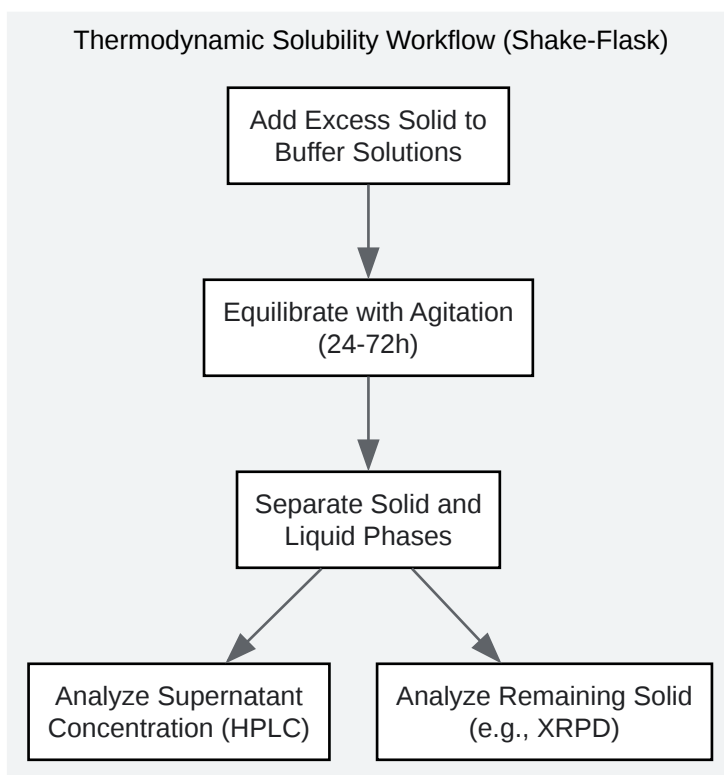 Thermodynamic Solubility Workflow (Shake-Flask)
Add Excess Solid to
Buffer Solutions
Equilibrate with Agitation
(24-72h)
Separate Solid and
Liquid Phases
Analyze Supernatant
Concentration (HPLC)
Analyze Remaining Solid
(e.g., XRPD)